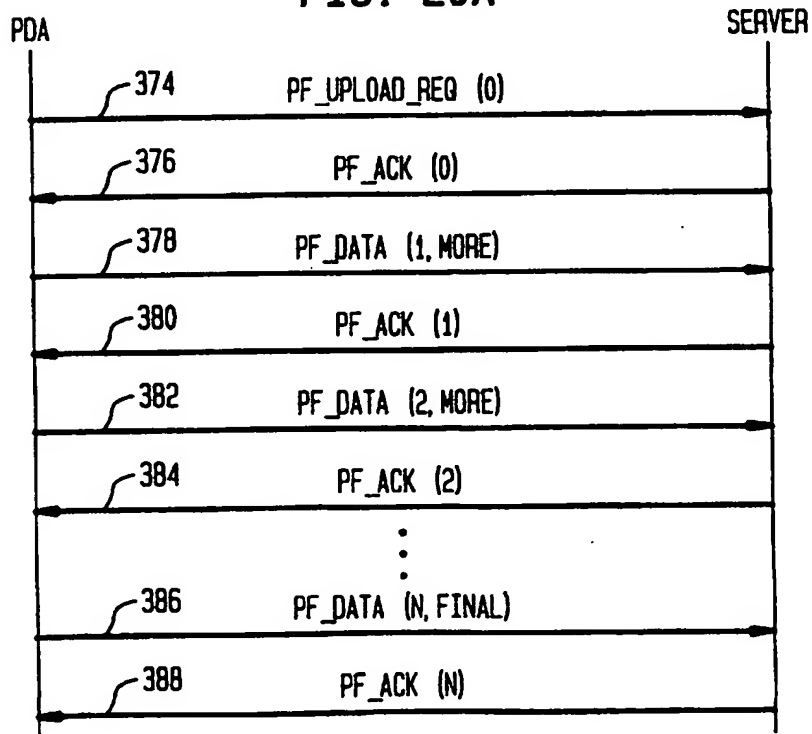 PDA
SERVER
374 PF_UPLOAD_REQ (0)
376 PF_ACK (0)
378 PF_DATA (1, MORE)
380 PF_ACK (1)
382 PF_DATA (2, MORE)
384 PF_ACK (2)
386 PF_DATA (N, FINAL)
388 PF_ACK (N)